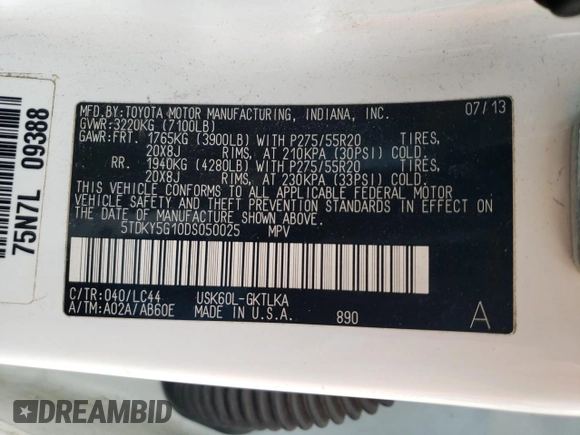 MFD.BY:TOYOTA MOTOR MANUFACTURING, INDIANA, INC. 07/13
GVWR:3220KG (7100LB)
GAWR:FRT. 1765KG (3900LB) WITH P275/55R20 TIRES,
20X8J RIMS, AT 210KPA (30PSI) COLD.
RR. 1940KG (4280LB) WITH P275/55R20 TIRES,
20X8J RIMS, AT 230KPA (33PSI) COLD.
THIS VEHICLE CONFORMS TO ALL APPLICABLE FEDERAL MOTOR
VEHICLE SAFETY AND THEFT PREVENTION STANDARDS IN EFFECT
ON THE DATE OF MANUFACTURE SHOWN ABOVE.
5TDKY5G10DS050025 MPV
C/TR:040/LC44 USK60L-GKTLKA
A/TM:A02A/AB60E MADE IN U.S.A. 890 A
75N7L 09388
DREAMBID